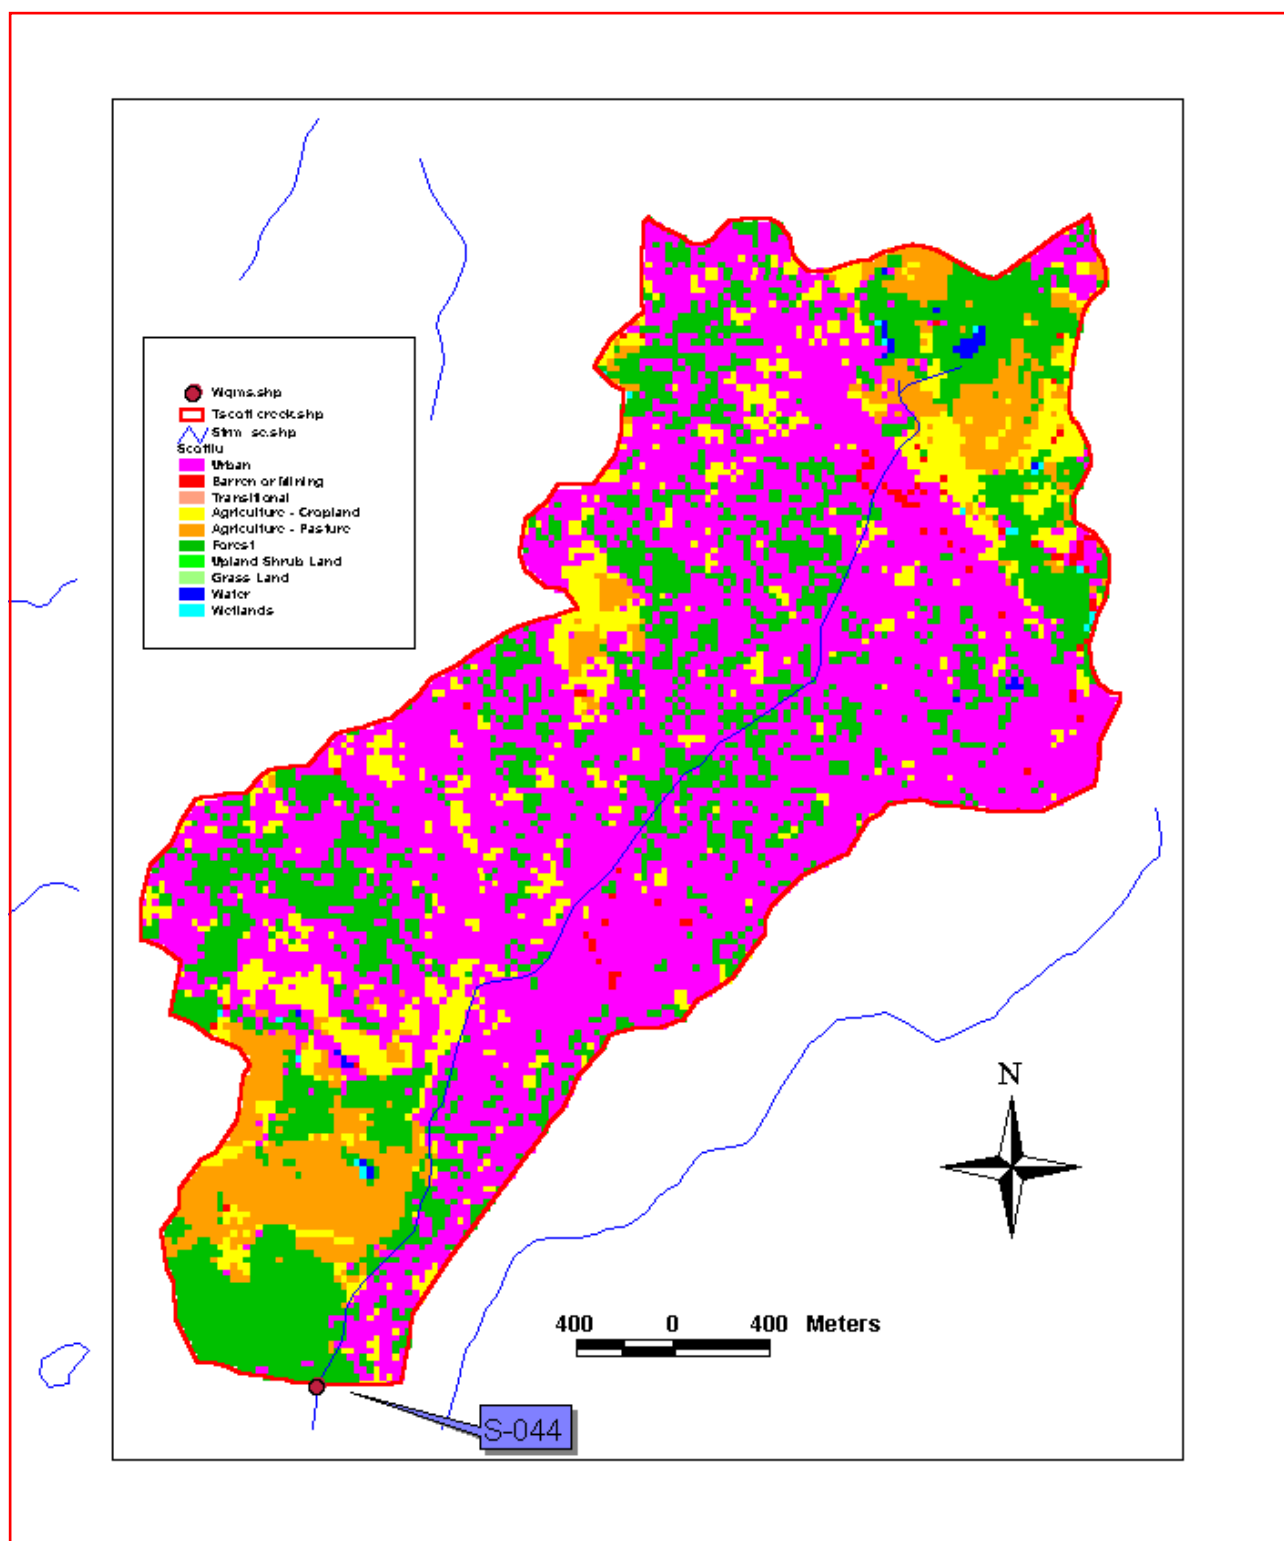 Wqms.shp
Tscott creek.shp
Strm_sc.shp
Scotlu
Urban
Barren or Mining
Transitional
Agriculture - Cropland
Agriculture - Pasture
Forest
Upland Shrub Land
Grass Land
Water
Wetlands
N
400 0 400 Meters
S-044